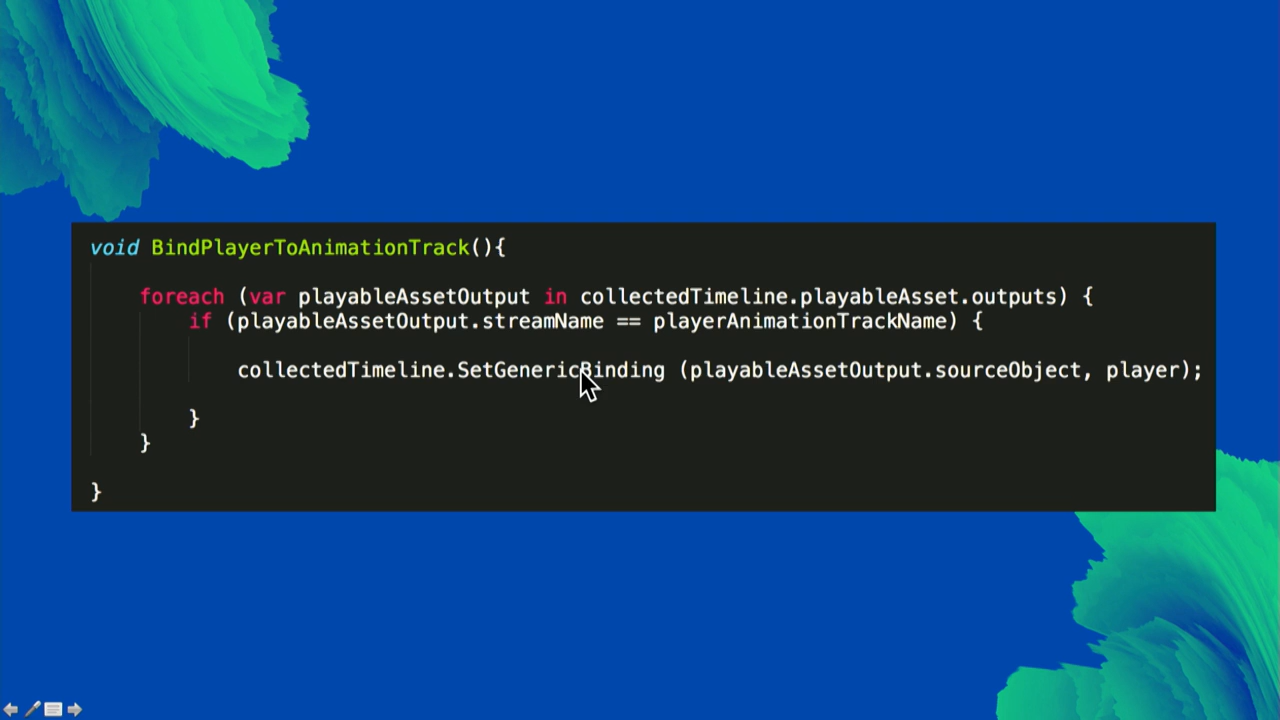 void BindPlayerToAnimationTrack(){
foreach (var playableAssetOutput in collectedTimeline.playableAsset.outputs) {
if (playableAssetOutput.streamName == playerAnimationTrackName) {
collectedTimeline.SetGenericBinding (playableAssetOutput.sourceObject, player);
}
}
}